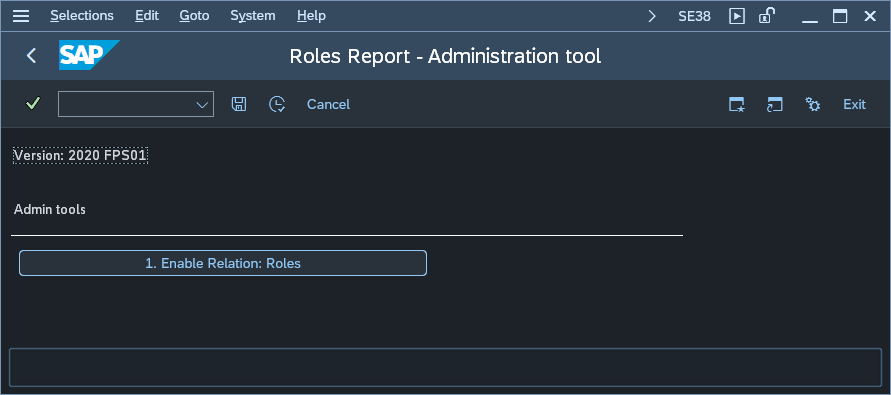 Selections Edit Goto System Help SE38
SAP Roles Report - Administration tool
Cancel Exit
Version: 2020 FPS01
Admin tools
1. Enable Relation: Roles